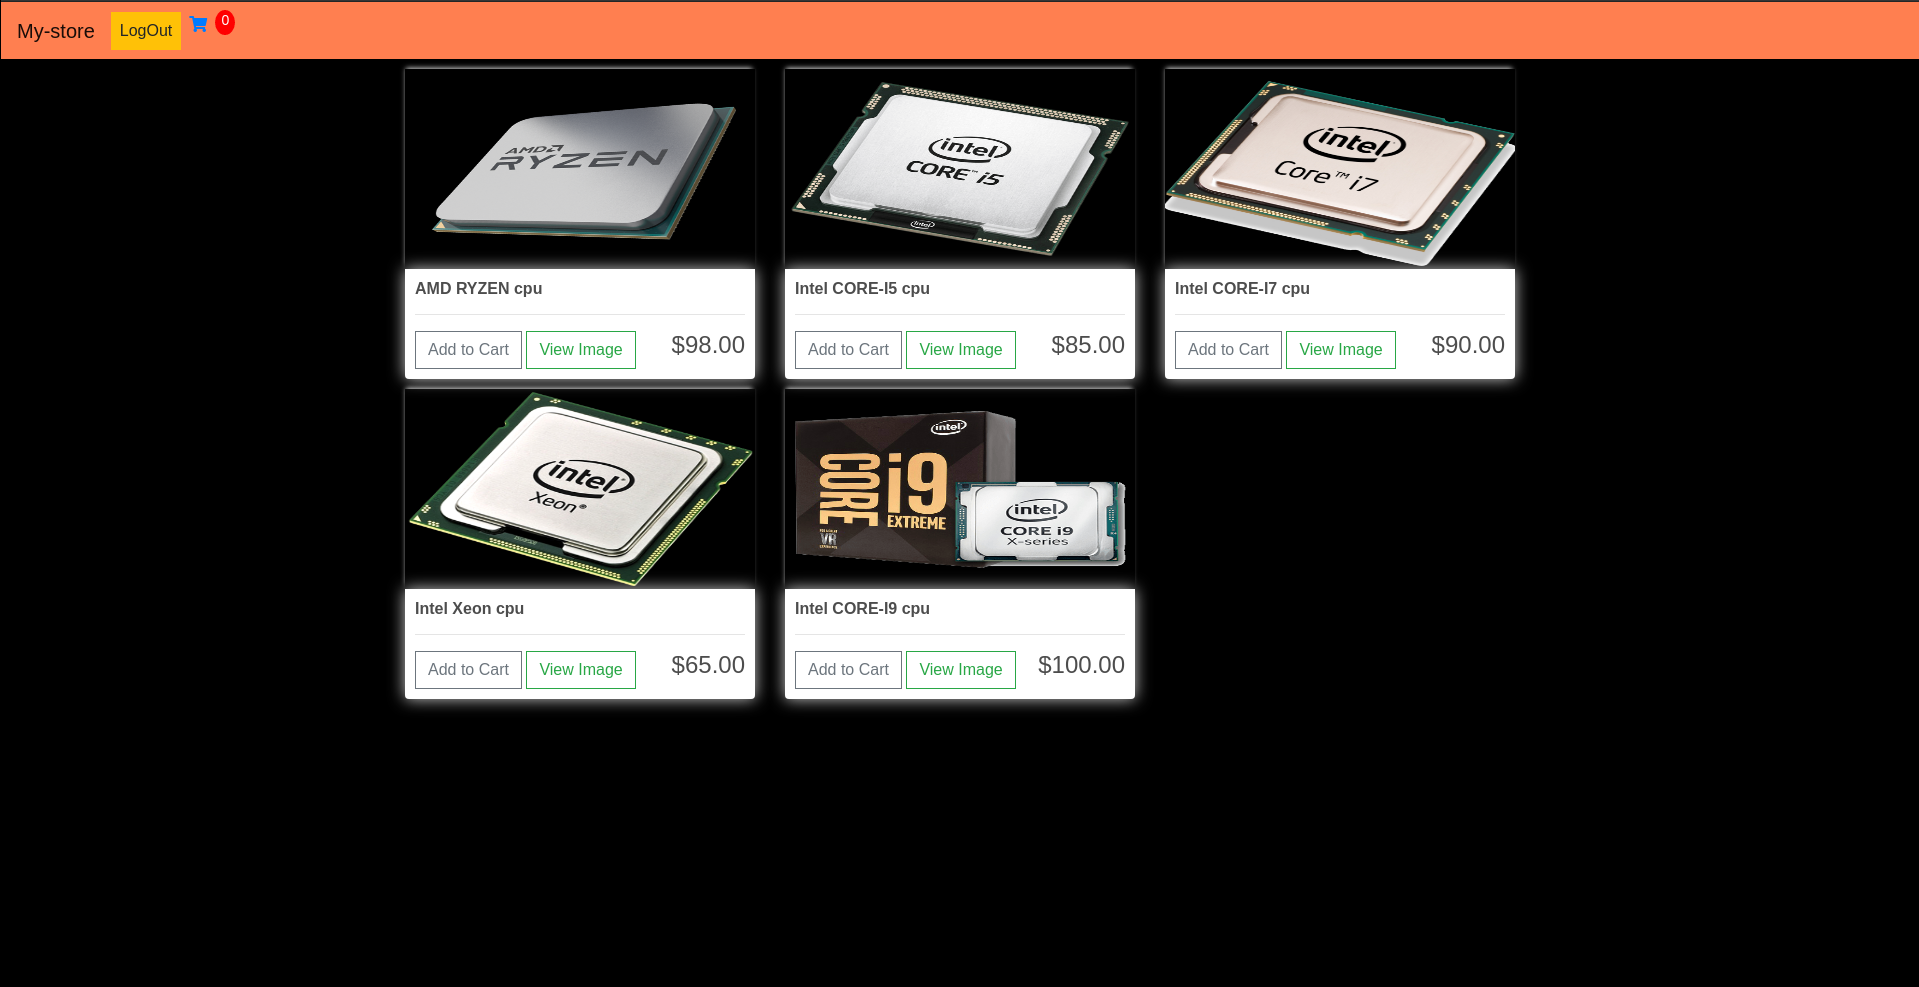 My-store LogOut 0
AMD RYZEN
intel CORE™ i5
intel
intel Core™ i7
AMD RYZEN cpu
Add to Cart View Image $98.00
Intel CORE-I5 cpu
Add to Cart View Image $85.00
Intel CORE-I7 cpu
Add to Cart View Image $90.00
intel Xeon®
intel
CORE i9
EXTREME
VR
intel
CORE i9
X-series
Intel Xeon cpu
Add to Cart View Image $65.00
Intel CORE-I9 cpu
Add to Cart View Image $100.00